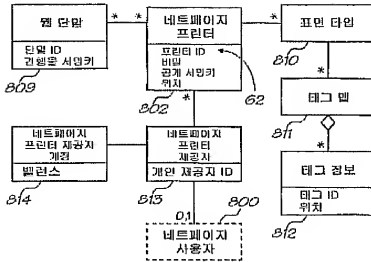 웹 단말
단말 ID
간행물 서명키
809
네트페이지
프린터
프린터 ID
비밀
공개 서명키
위치
802
62
표면 타입
810
태그 맵
811
태그 정보
태그 ID
위치
812
네트페이지
프린터 제공자
계정
밸런스
814
네트페이지
프린터
제공자
개인 제공자 ID
813
0,1
800
네트페이지
사용자
*
*
*
*
*
*
*